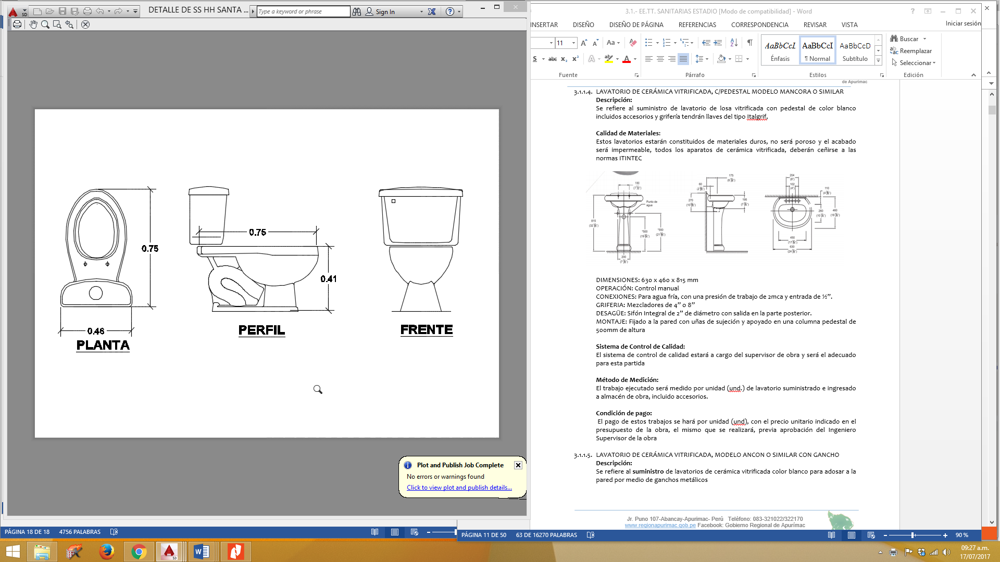 DETALLE DE SS HH SANTA ...
Type a keyword or phrase
Sign In
0.75
0.46
PLANTA
0.75
0.41
PERFIL
FRENTE
Plot and Publish Job Complete
No errors or warnings found
Click to view plot and publish details...
PÁGINA 18 DE 18 4756 PALABRAS
3.1.- EE.TT. SANITARIAS ESTADIO [Modo de compatibilidad] - Word
INSERTAR DISEÑO DISEÑO DE PÁGINA REFERENCIAS CORRESPONDENCIA REVISAR VISTA
Iniciar sesión
11
Fuente
Párrafo
AaBbCcI AaBbCcI AaBbCcD
Énfasis ¶ Normal Subtítulo
Estilos
Buscar
Reemplazar
Seleccionar
Edición
de Apurimac
3.1.1.4. LAVATORIO DE CERÁMICA VITRIFICADA, C/PEDESTAL MODELO MANCORA O SIMILAR
Descripción:
Se refiere al suministro de lavatorio de losa vitrificada con pedestal de color blanco
incluidos accesorios y grifería tendrán llaves del tipo Italgrif,
Calidad de Materiales:
Estos lavatorios estarán constituidos de materiales duros, no será poroso y el acabado
será impermeable, todos los aparatos de cerámica vitrificada, deberán ceñirse a las
normas ITINTEC
Punto de
agua
815
200
60
175
270
195
204
102
110
260
460
450
630
DIMENSIONES: 630 x 460 x 815 mm
OPERACIÓN: Control manual
CONEXIONES: Para agua fría, con una presión de trabajo de 2mca y entrada de ½”.
GRIFERIA: Mezcladores de 4” o 8”
DESAGÜE: Sifón Integral de 2” de diámetro con salida en la parte posterior.
MONTAJE: Fijado a la pared con uñas de sujeción y apoyado en una columna pedestal de
500mm de altura
Sistema de Control de Calidad:
El sistema de control de calidad estará a cargo del supervisor de obra y será el adecuado
para esta partida
Método de Medición:
El trabajo ejecutado será medido por unidad (und.) de lavatorio suministrado e ingresado
a almacén de obra, incluido accesorios.
Condición de pago:
El pago de estos trabajos se hará por unidad (und), con el precio unitario indicado en el
presupuesto de la obra, el mismo que se realizará, previa aprobación del Ingeniero
Supervisor de la obra
3.1.1.5. LAVATORIO DE CERÁMICA VITRIFICADA, MODELO ANCON O SIMILAR CON GANCHO
Descripción:
Se refiere al suministro de lavatorios de cerámica vitrificada color blanco para adosar a la
pared por medio de ganchos metálicos
Jr. Puno 107-Abancay-Apurimac- Perú Teléfono: 083-321022/322170
www.regionapurimac.gob.pe Facebook: Gobierno Regional de Apurímac
PÁGINA 11 DE 50 63 DE 16270 PALABRAS
90 %
09:27 a.m.
17/07/2017